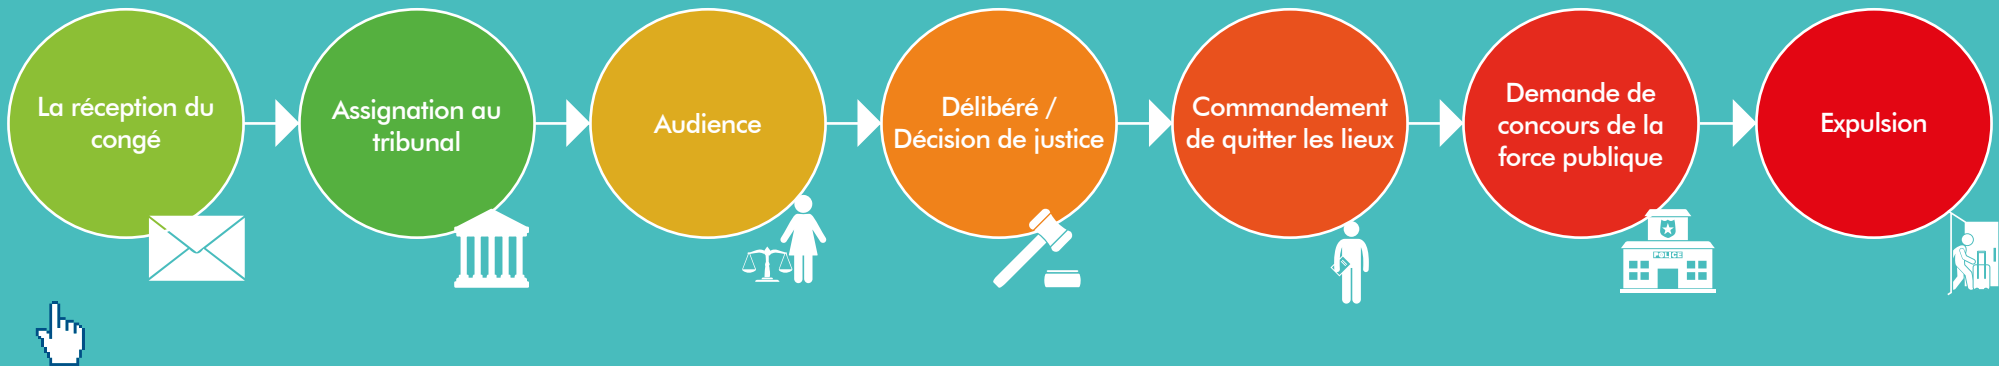 La réception du
congé
Assignation au
tribunal
Audience
Délibéré /
Décision de justice
Commandement
de quitter les lieux
Demande de
concours de la
force publique
Expulsion
POLICE